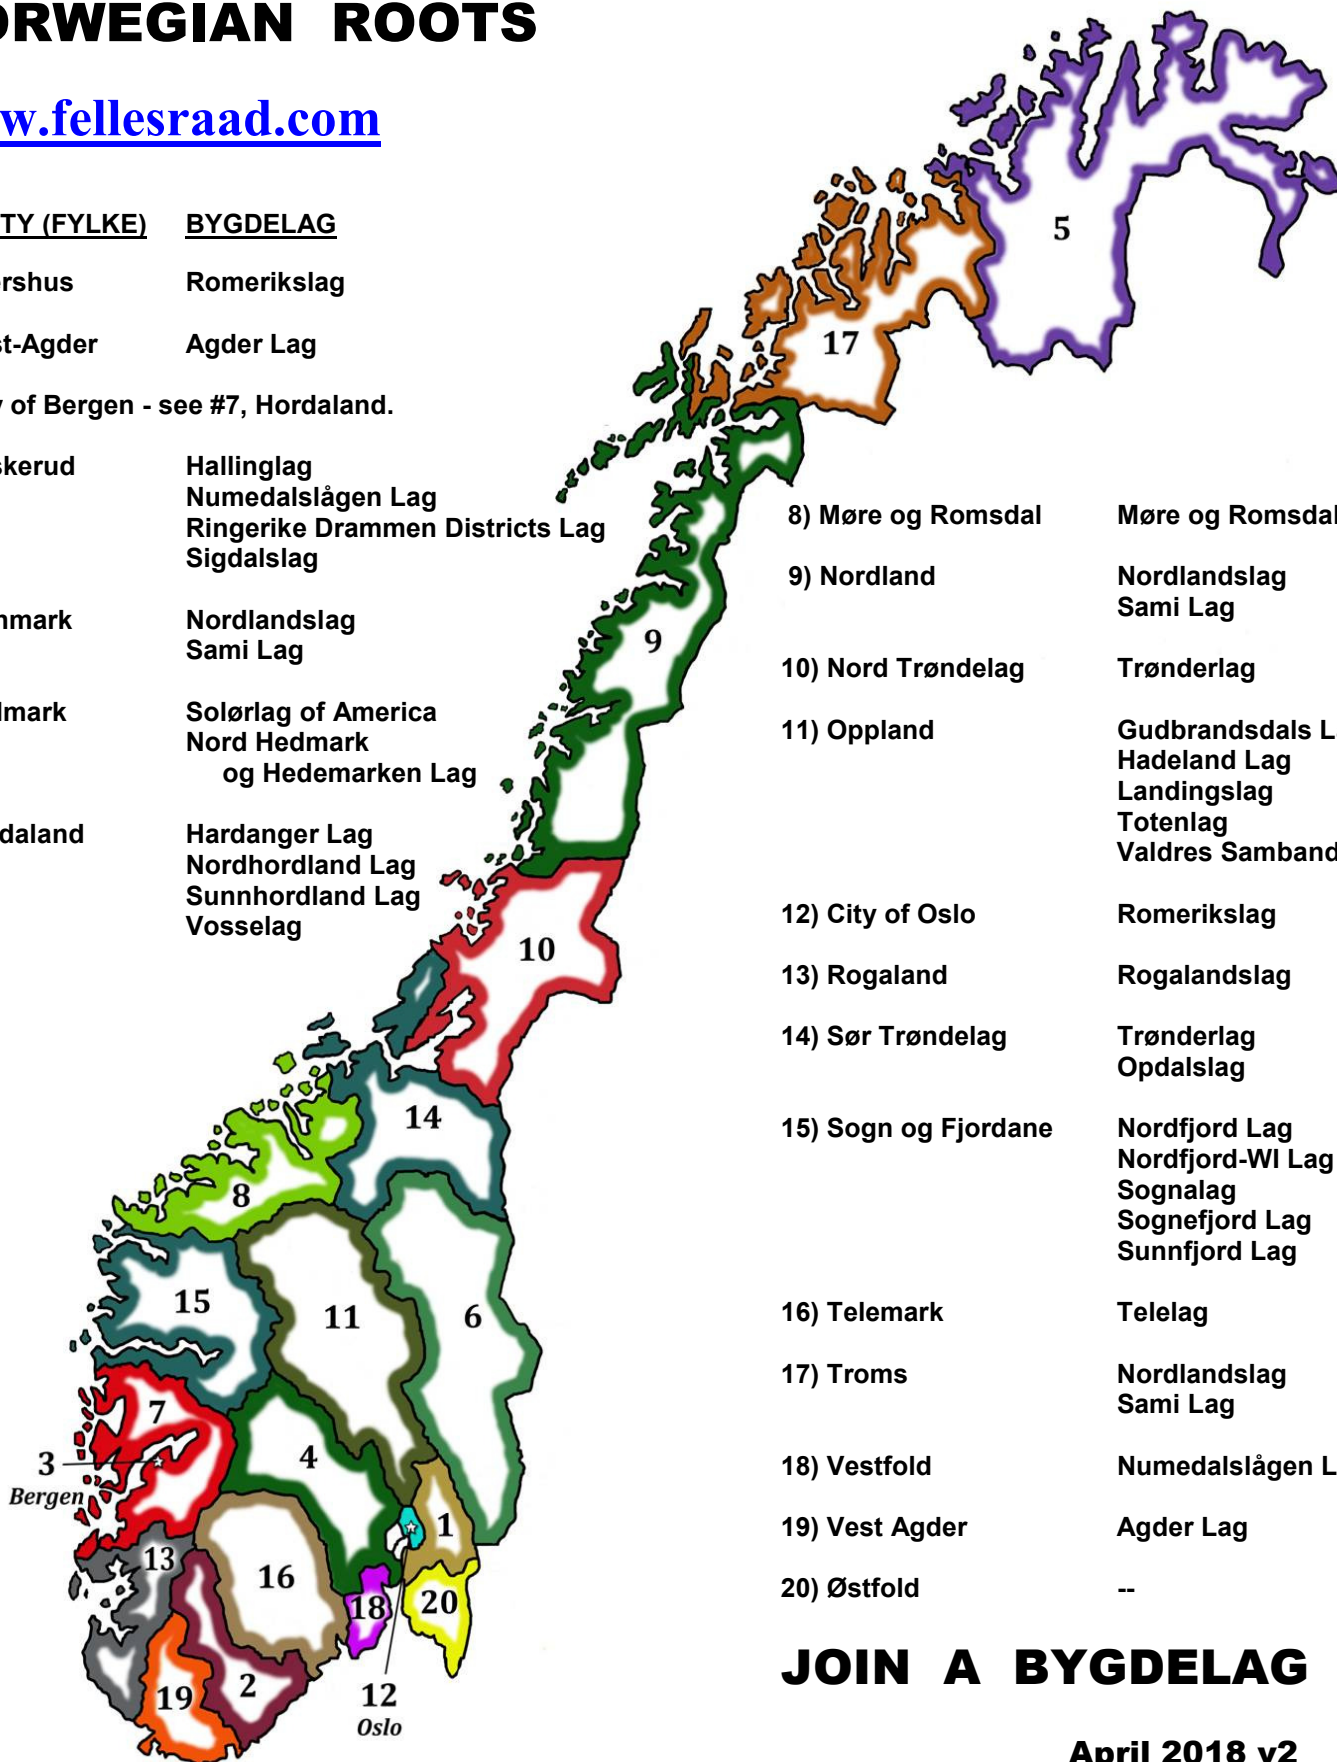 ORWEGIAN ROOTS
w.fellesraad.com
TY (FYLKE) BYGDELAG
ershus Romerikslag
st-Agder Agder Lag
y of Bergen - see #7, Hordaland.
skerud Hallinglag
Numedalslågen Lag
Ringerike Drammen Districts Lag
Sigdalslag
nmark Nordlandslag
Sami Lag
dmark Solørlag of America
Nord Hedmark
og Hedemarken Lag
daland Hardanger Lag
Nordhordland Lag
Sunnhordland Lag
Vosselag
8) Møre og Romsdal Møre og Romsdal
9) Nordland Nordlandslag
Sami Lag
10) Nord Trøndelag Trønderlag
11) Oppland Gudbrandsdals La
Hadeland Lag
Landingslag
Totenlag
Valdres Samband
12) City of Oslo Romerikslag
13) Rogaland Rogalandslag
14) Sør Trøndelag Trønderlag
Opdalslag
15) Sogn og Fjordane Nordfjord Lag
Nordfjord-WI Lag
Sognalag
Sognefjord Lag
Sunnfjord Lag
16) Telemark Telelag
17) Troms Nordlandslag
Sami Lag
18) Vestfold Numedalslågen L
19) Vest Agder Agder Lag
20) Østfold --
JOIN A BYGDELAG
April 2018 v2
5
17
9
10
14
8
15
11
6
7
3
Bergen
4
1
13
16
18
20
19
2
12
Oslo